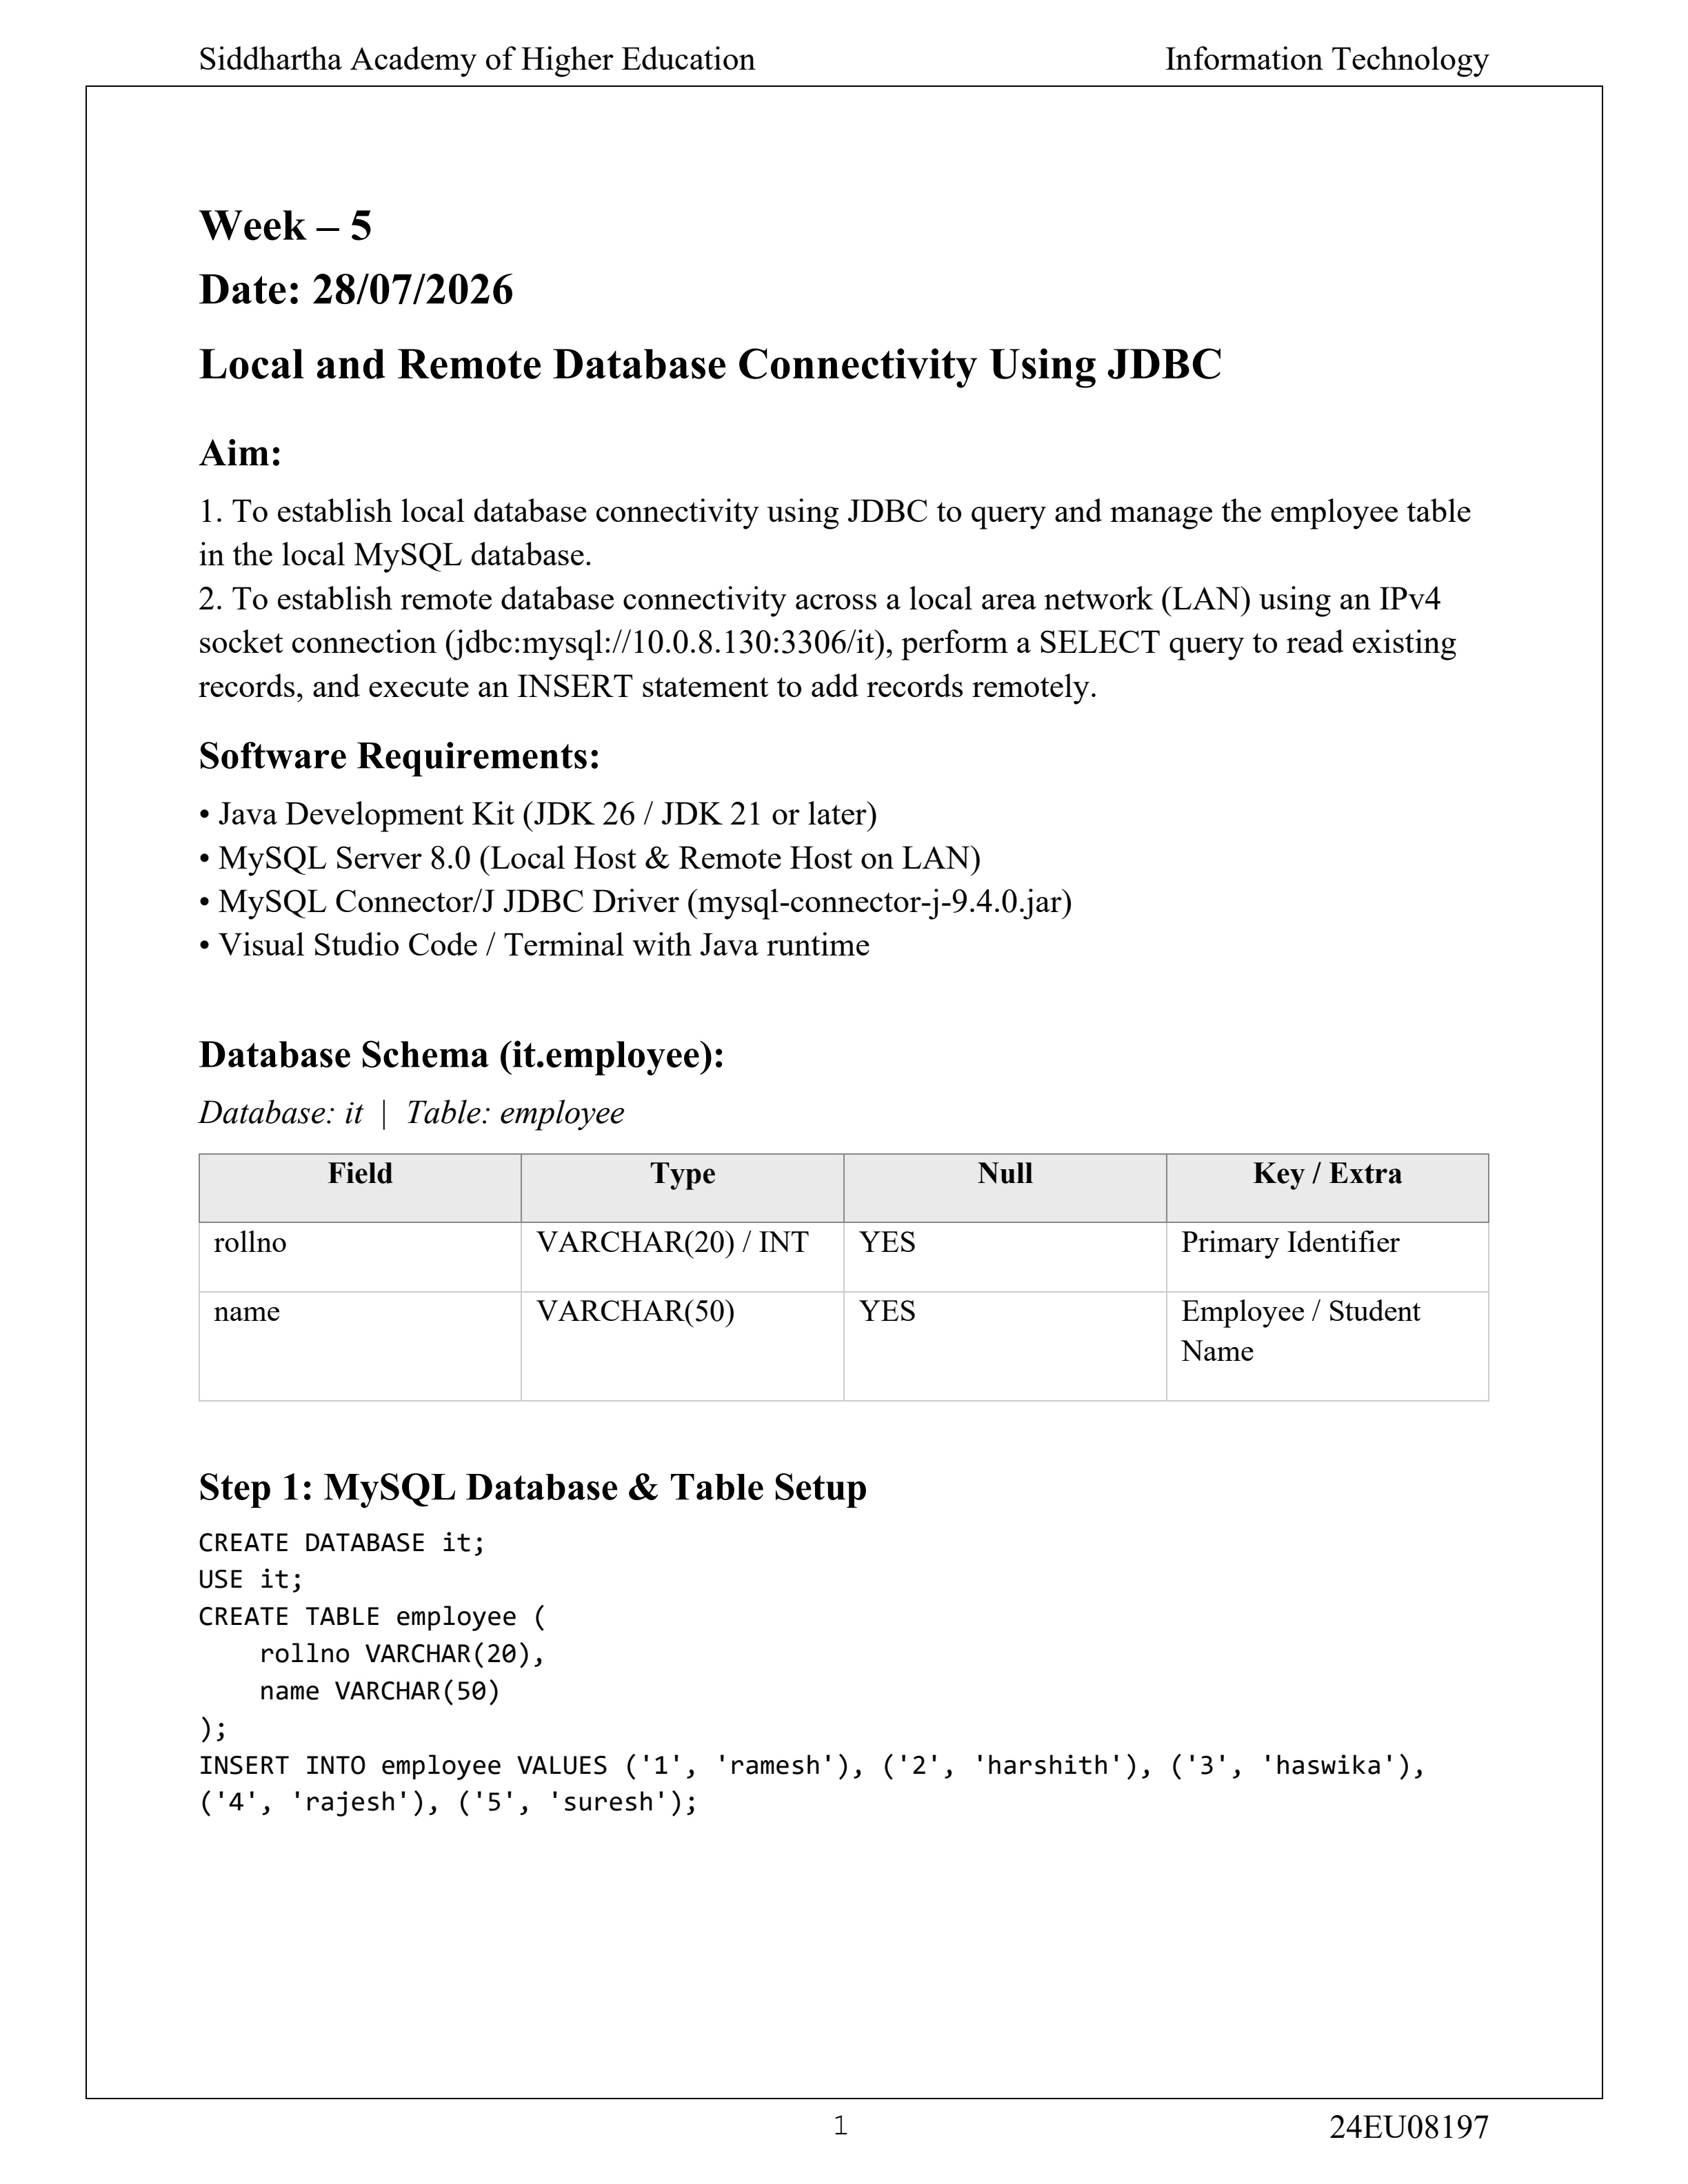 Siddhartha Academy of Higher Education Information Technology
Week – 5
Date: 28/07/2026
Local and Remote Database Connectivity Using JDBC
Aim:
1. To establish local database connectivity using JDBC to query and manage the employee table
in the local MySQL database.
2. To establish remote database connectivity across a local area network (LAN) using an IPv4
socket connection (jdbc:mysql://10.0.8.130:3306/it), perform a SELECT query to read existing
records, and execute an INSERT statement to add records remotely.
Software Requirements:
• Java Development Kit (JDK 26 / JDK 21 or later)
• MySQL Server 8.0 (Local Host & Remote Host on LAN)
• MySQL Connector/J JDBC Driver (mysql-connector-j-9.4.0.jar)
• Visual Studio Code / Terminal with Java runtime
Database Schema (it.employee):
Database: it | Table: employee
Field Type Null Key / Extra
rollno VARCHAR(20) / INT YES Primary Identifier
name VARCHAR(50) YES Employee / Student
Name
Step 1: MySQL Database & Table Setup
CREATE DATABASE it;
USE it;
CREATE TABLE employee (
    rollno VARCHAR(20),
    name VARCHAR(50)
);
INSERT INTO employee VALUES ('1', 'ramesh'), ('2', 'harshith'), ('3', 'haswika'),
('4', 'rajesh'), ('5', 'suresh');
1 24EU08197